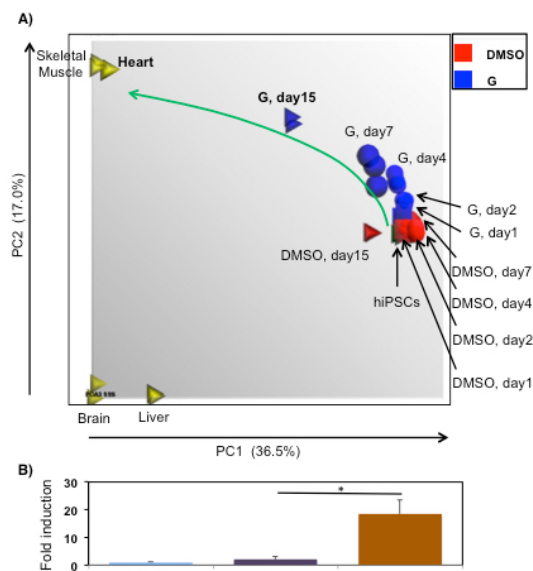 A)
DMSO
G
Skeletal
Muscle
Heart
G, day15
G, day7
G, day4
G, day2
G, day1
DMSO, day15
DMSO, day7
hiPSCs
DMSO, day4
DMSO, day2
DMSO, day1
PC2 (17.0%)
Brain
Liver
PC1 (36.5%)
B)
Fold induction
30
20
10
0
*